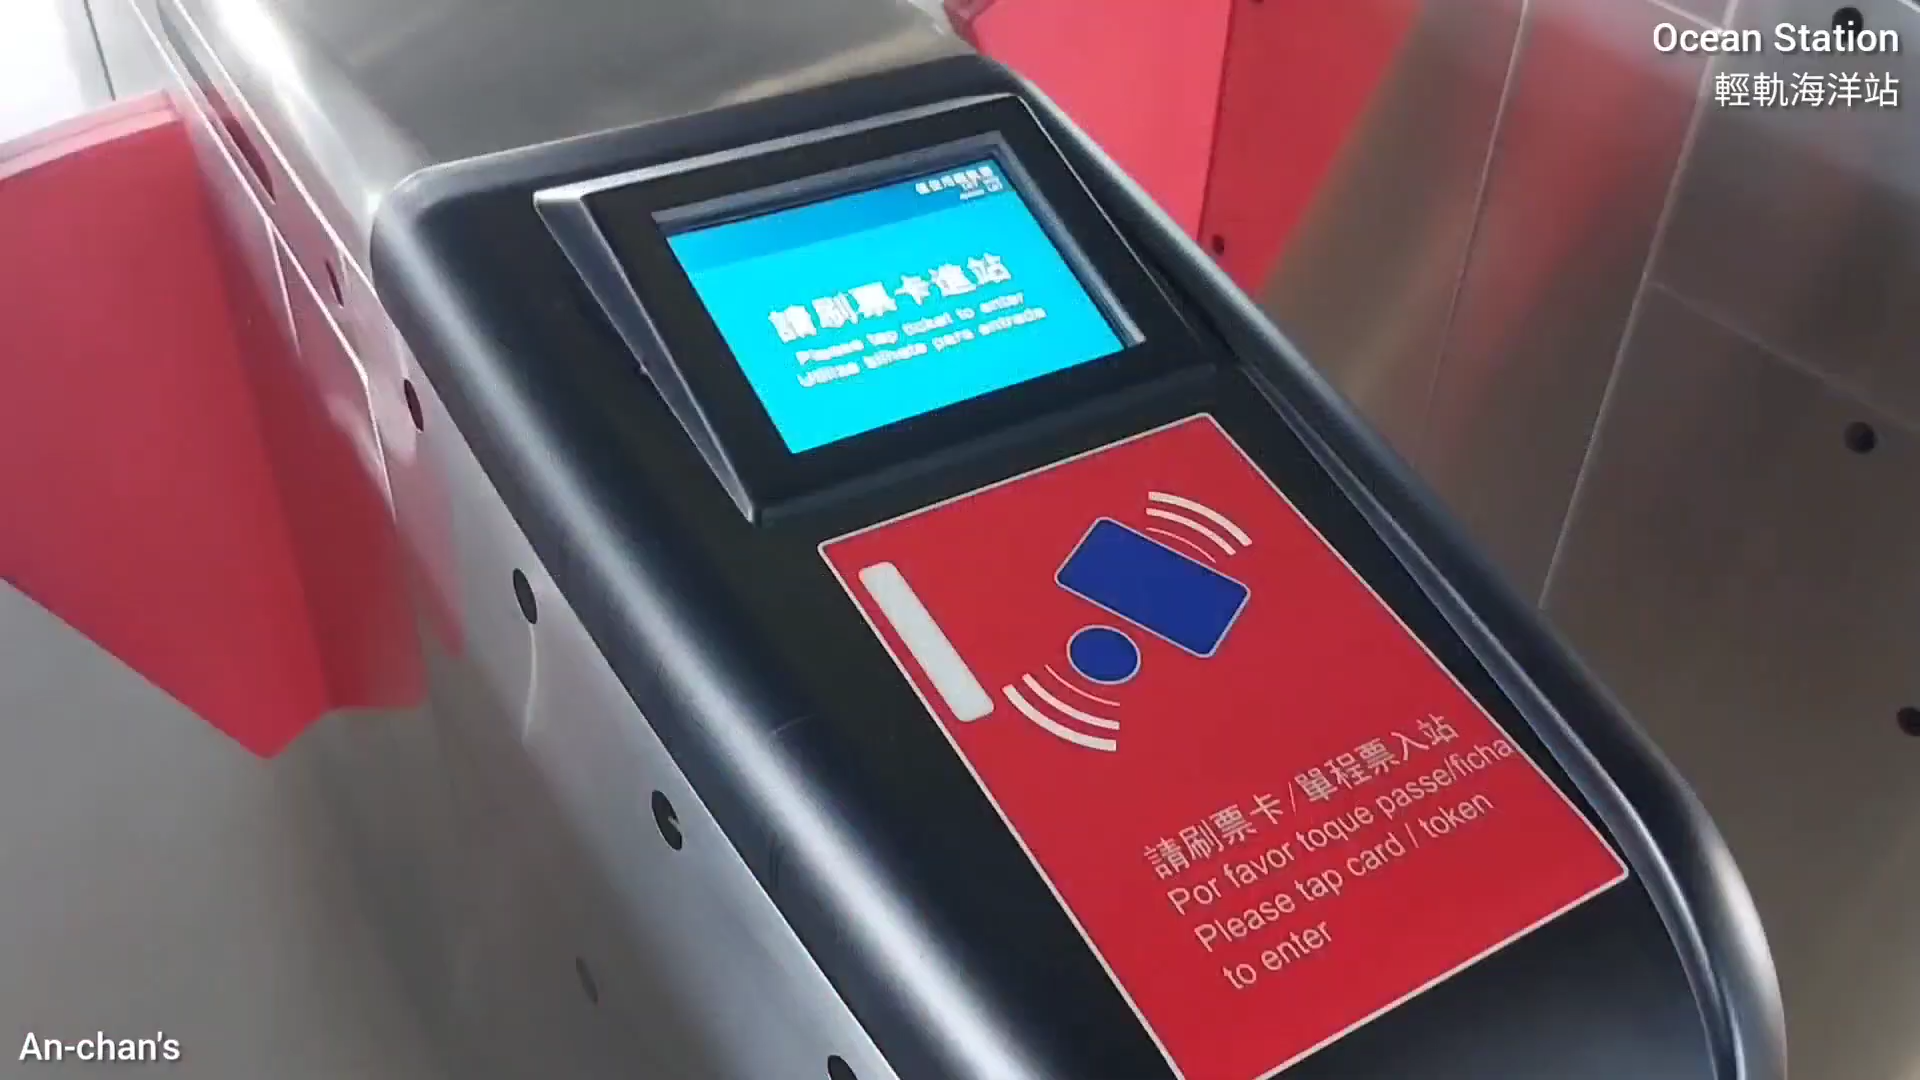 Ocean Station
輕軌海洋站
請刷票卡進站
Please tap ticket to enter
Utilize bilhete para entrada
請刷票卡/單程票入站
Por favor toque passe/ficha
Please tap card / token
to enter
An-chan's